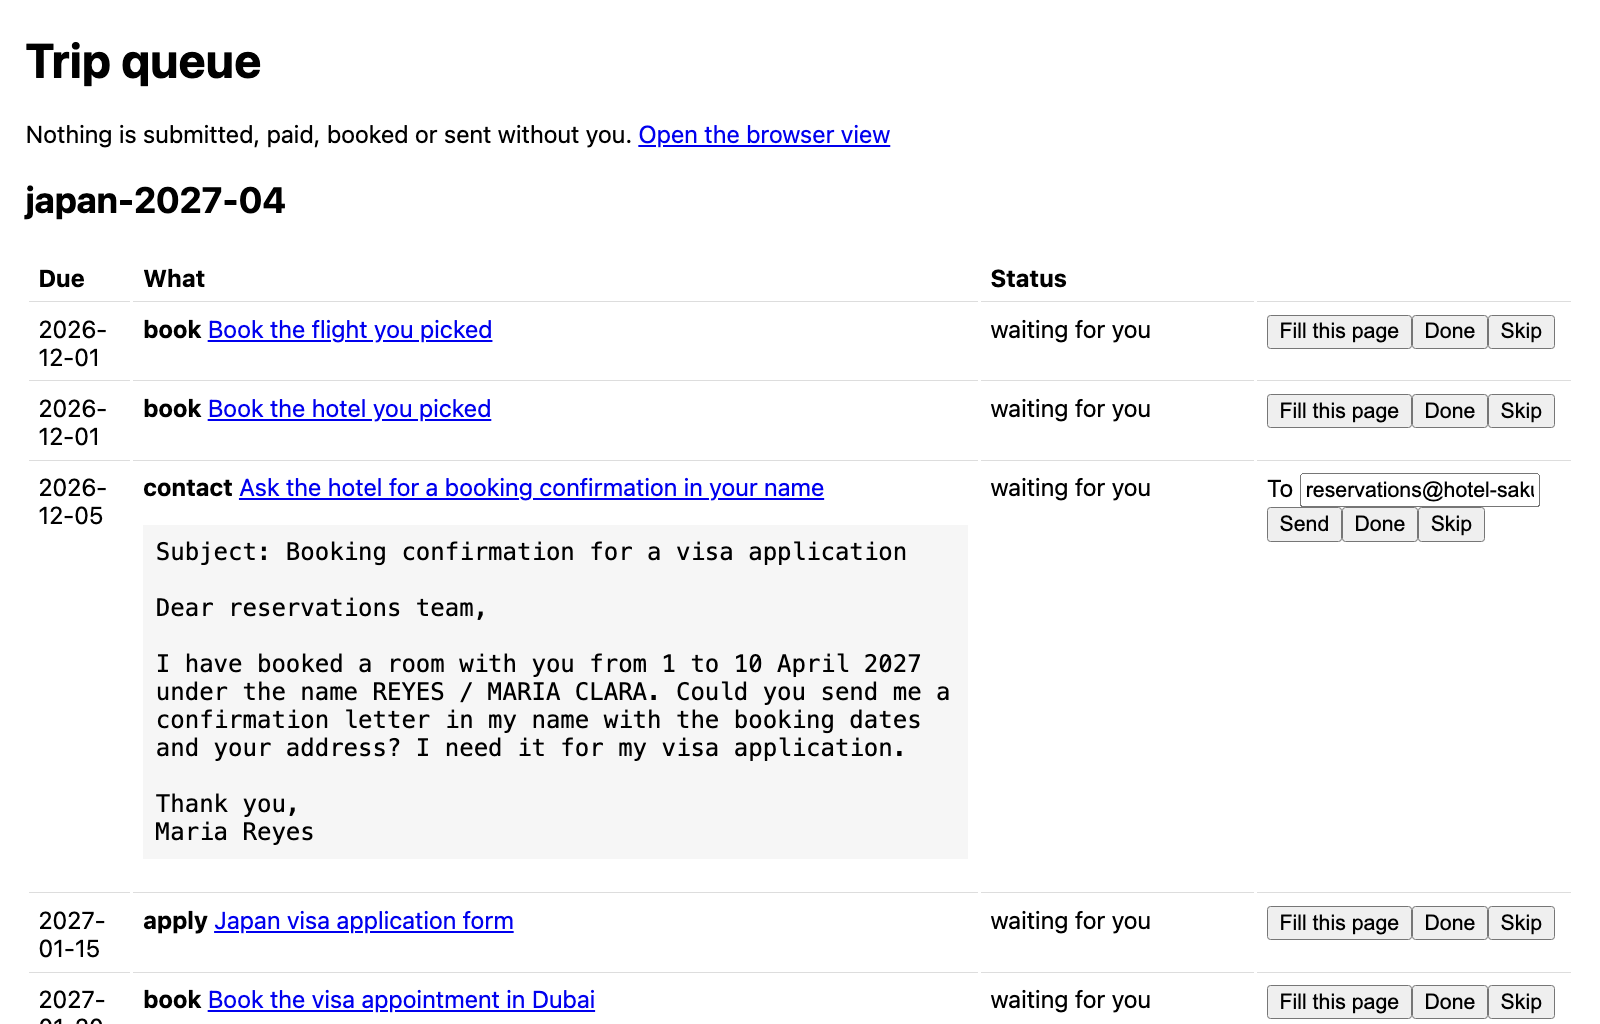 Trip queue
Nothing is submitted, paid, booked or sent without you. Open the browser view
japan-2027-04
Due What Status
2026-12-01 book Book the flight you picked waiting for you Fill this page Done Skip
2026-12-01 book Book the hotel you picked waiting for you Fill this page Done Skip
2026-12-05 contact Ask the hotel for a booking confirmation in your name waiting for you To reservations@hotel-saku
Send Done Skip
Subject: Booking confirmation for a visa application
Dear reservations team,
I have booked a room with you from 1 to 10 April 2027
under the name REYES / MARIA CLARA. Could you send me a
confirmation letter in my name with the booking dates
and your address? I need it for my visa application.
Thank you,
Maria Reyes
2027-01-15 apply Japan visa application form waiting for you Fill this page Done Skip
2027- book Book the visa appointment in Dubai waiting for you Fill this page Done Skip